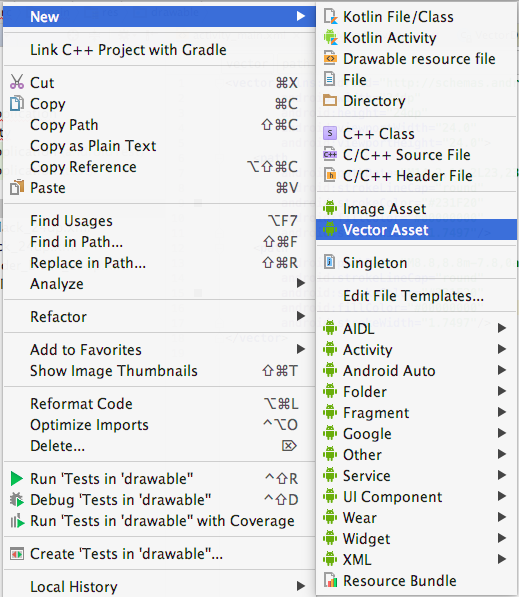 New
Link C++ Project with Gradle
Cut ⌘X
Copy ⌘C
Copy Path ⇧⌘C
Copy as Plain Text
Copy Reference ⌥⇧⌘C
Paste ⌘V
Find Usages ⌥F7
Find in Path... ⇧⌘F
Replace in Path... ⇧⌘R
Analyze
Refactor
Add to Favorites
Show Image Thumbnails ⇧⌘T
Reformat Code ⌥⌘L
Optimize Imports ^⌥O
Delete... ⌦
Run 'Tests in 'drawable'' ^⇧R
Debug 'Tests in 'drawable'' ^⇧D
Run 'Tests in 'drawable'' with Coverage
Create 'Tests in 'drawable''...
Local History
Kotlin File/Class
Kotlin Activity
Drawable resource file
File
Directory
C++ Class
C/C++ Source File
C/C++ Header File
Image Asset
Vector Asset
Singleton
Edit File Templates...
AIDL
Activity
Android Auto
Folder
Fragment
Google
Other
Service
UI Component
Wear
Widget
XML
Resource Bundle